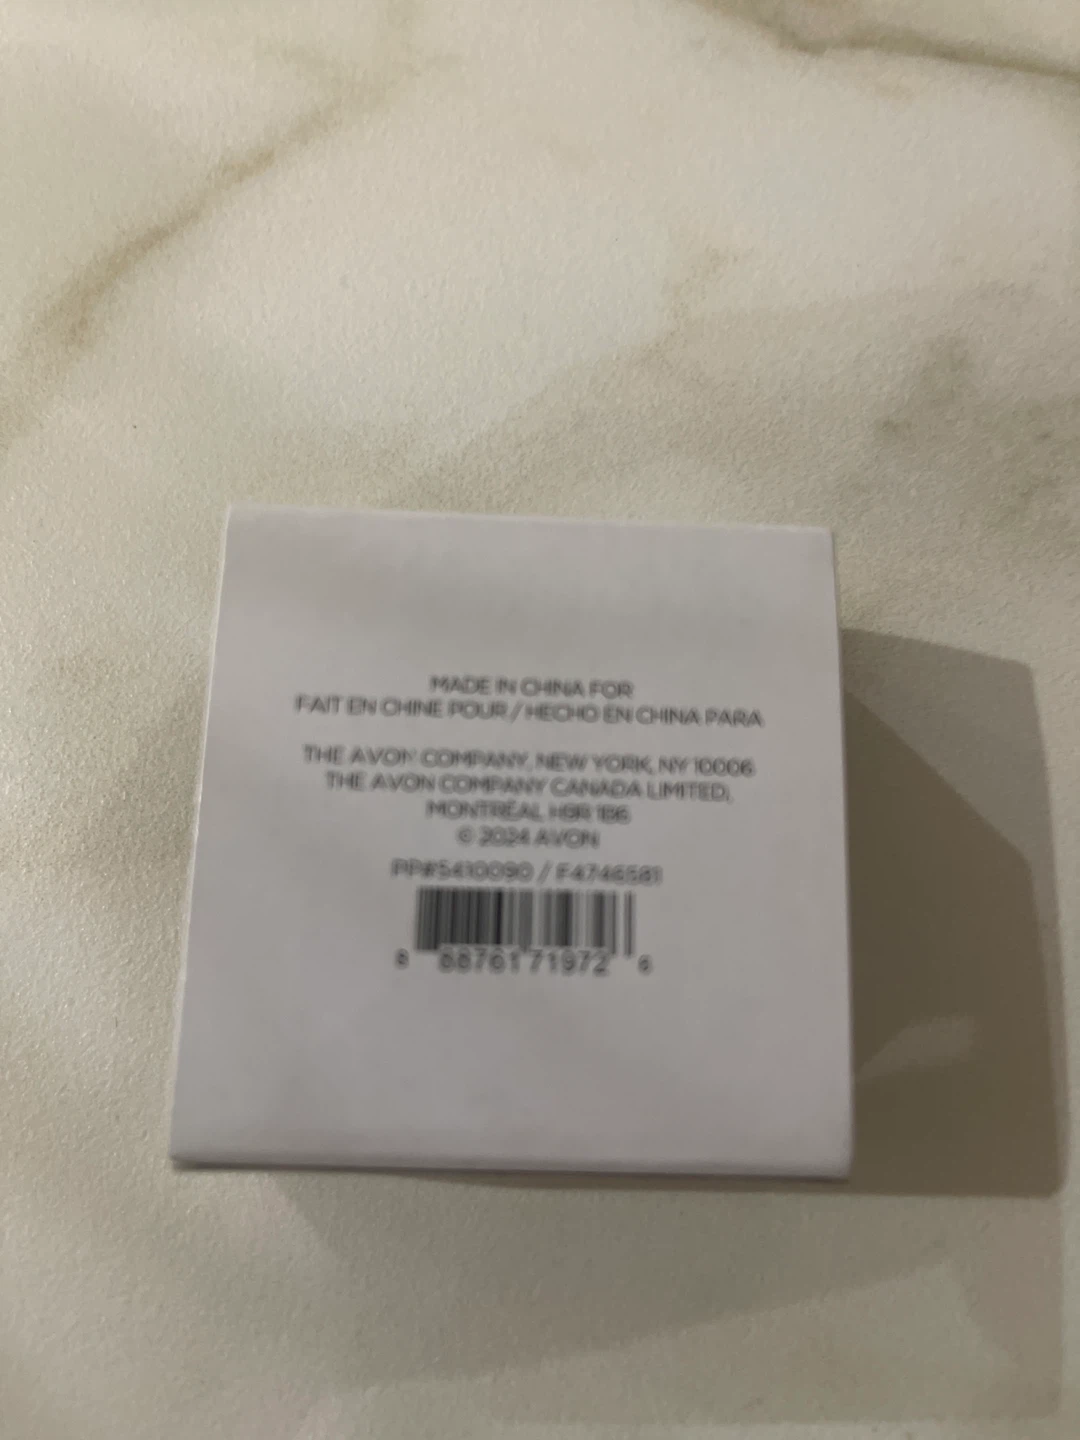 MADE IN CHINA FOR
FAIT EN CHINE POUR / HECHO EN CHINA PARA
THE AVON COMPANY, NEW YORK, NY 10006
THE AVON COMPANY CANADA LIMITED,
MONTRÉAL H9R 1B6
© 2024 AVON
PP#5410090 / F4746581
8 88761 71972 6